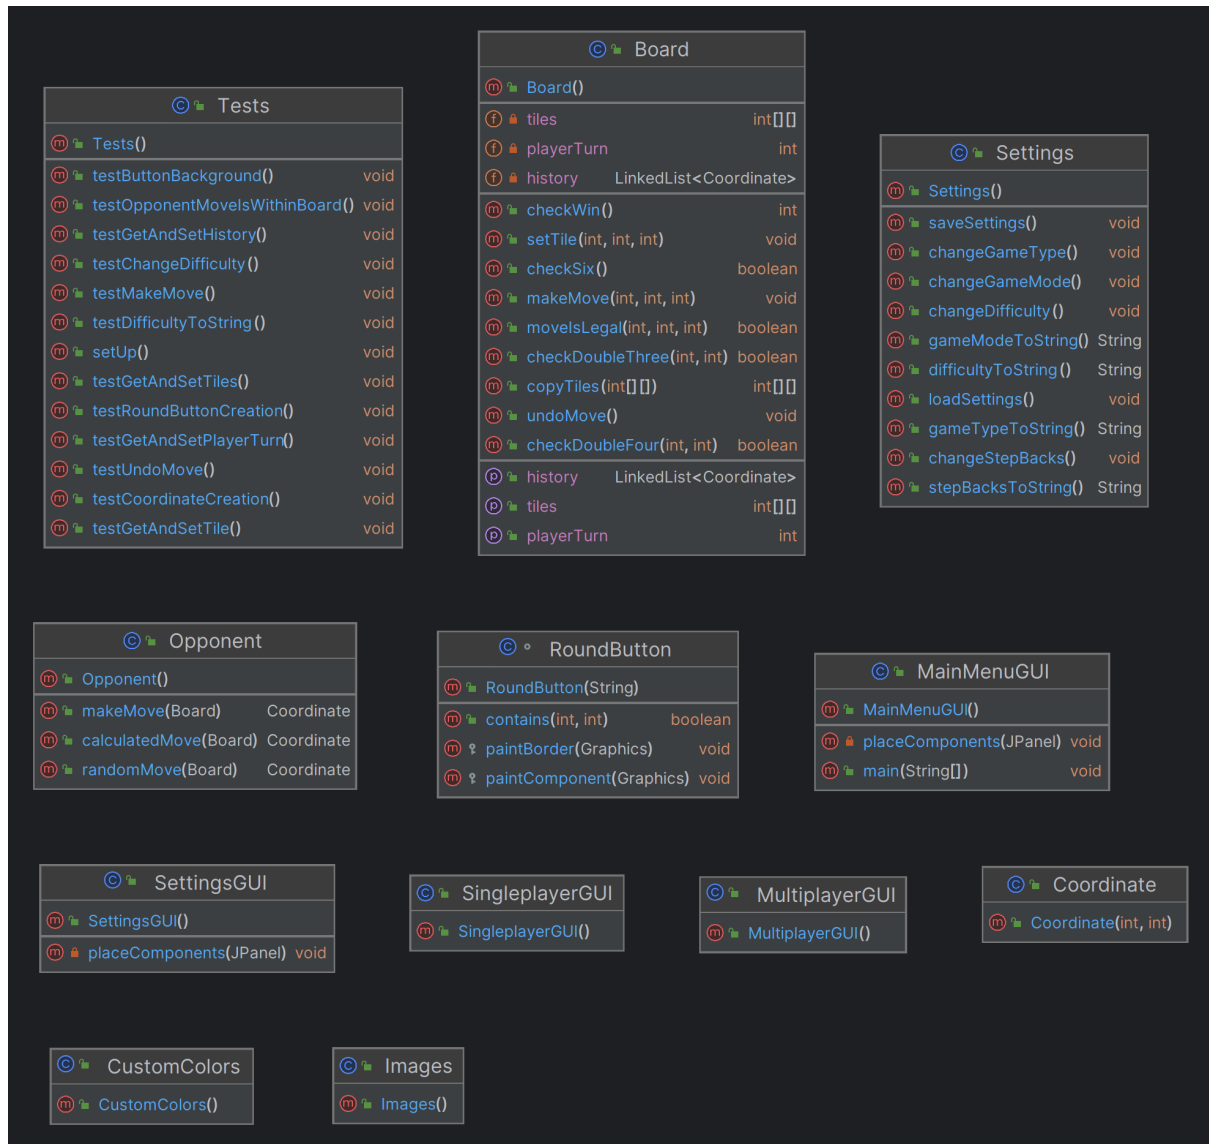 Tests
Tests()
testButtonBackground() void
testOpponentMoveIsWithinBoard() void
testGetAndSetHistory() void
testChangeDifficulty() void
testMakeMove() void
testDifficultyToString() void
setUp() void
testGetAndSetTiles() void
testRoundButtonCreation() void
testGetAndSetPlayerTurn() void
testUndoMove() void
testCoordinateCreation() void
testGetAndSetTile() void
Board
Board()
tiles int[][]
playerTurn int
history LinkedList<Coordinate>
checkWin() int
setTile(int, int, int) void
checkSix() boolean
makeMove(int, int, int) void
moveIsLegal(int, int, int) boolean
checkDoubleThree(int, int) boolean
copyTiles(int[][]) int[][]
undoMove() void
checkDoubleFour(int, int) boolean
history LinkedList<Coordinate>
tiles int[][]
playerTurn int
Settings
Settings()
saveSettings() void
changeGameType() void
changeGameMode() void
changeDifficulty() void
gameModeToString() String
difficultyToString() String
loadSettings() void
gameTypeToString() String
changeStepBacks() void
stepBacksToString() String
Opponent
Opponent()
makeMove(Board) Coordinate
calculatedMove(Board) Coordinate
randomMove(Board) Coordinate
RoundButton
RoundButton(String)
contains(int, int) boolean
paintBorder(Graphics) void
paintComponent(Graphics) void
MainMenuGUI
MainMenuGUI()
placeComponents(JPanel) void
main(String[]) void
SettingsGUI
SettingsGUI()
placeComponents(JPanel) void
SingleplayerGUI
SingleplayerGUI()
MultiplayerGUI
MultiplayerGUI()
Coordinate
Coordinate(int, int)
CustomColors
CustomColors()
Images
Images()